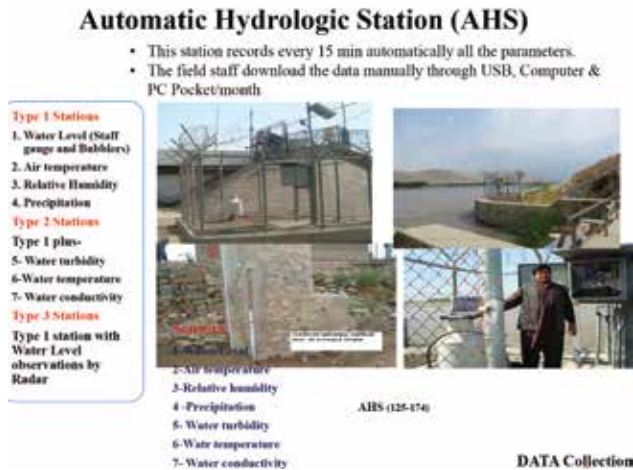 Automatic Hydrologic Station (AHS)
• This station records every 15 min automatically all the parameters.
• The field staff download the data manually through USB, Computer &
PC Pocket/month
Type 1 Stations
1. Water Level (Staff
gauge and Bubblers)
2. Air temperature
3. Relative Humidity
4. Precipitation
Type 2 Stations
Type 1 plus-
5- Water turbidity
6-Water temperature
7- Water conductivity
Type 3 Stations
Type 1 station with
Water Level
observations by
Radar
1-Water Level
2-Air temperature
3-Relative humidity
4 -Precipitation
5- Water turbidity
6- Watr temperature
7- Water conductivity
AHS (125-174)
DATA Collection